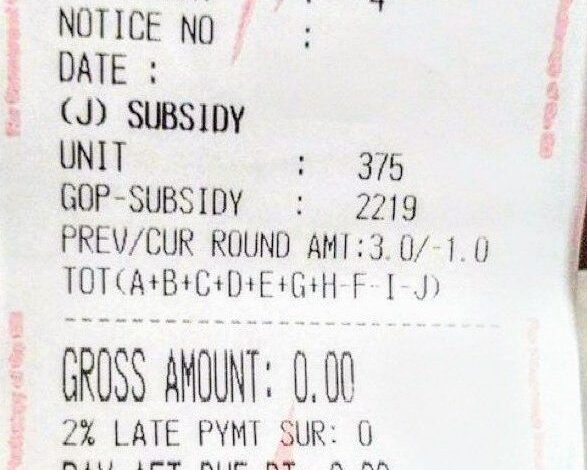 : 4
NOTICE NO :
DATE :
(J) SUBSIDY
UNIT : 375
GOP-SUBSIDY : 2219
PREV/CUR ROUND AMT:3.0/-1.0
TOT(A+B+C+D+E+G+H-F-I-J)
GROSS AMOUNT: 0.00
2% LATE PYMT SUR: 0